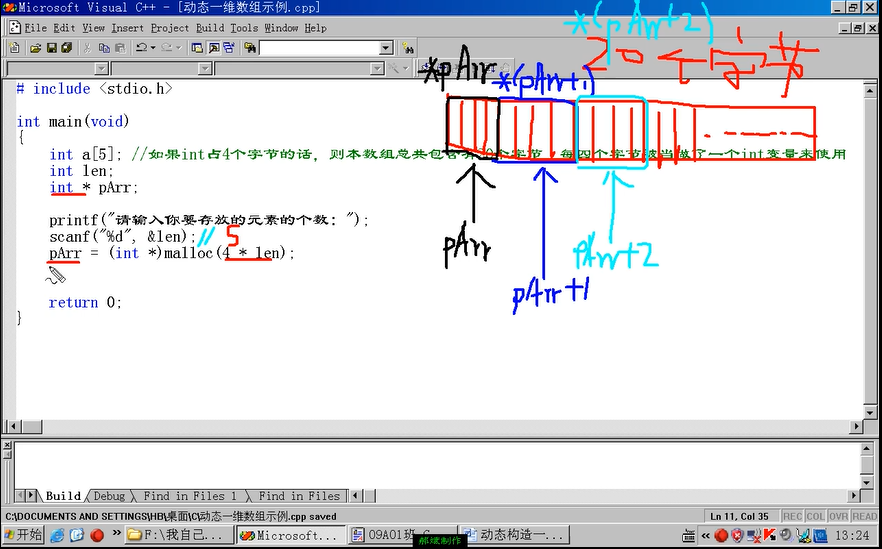 Microsoft Visual C++ - [动态一维数组示例.cpp]
File Edit View Insert Project Build Tools Window Help
# include <stdio.h>
int main(void)
{
int a[5]; //如果int占4个字节的话，则本数组总共包含有
个字节，每四个字节被当做了一个int变量来使用
int len;
int * pArr;
printf("请输入你要存放的元素的个数: ");
scanf("%d", &len); // 5
pArr = (int *)malloc(4 * len);
return 0;
}
*(pArr+2)
*pArr
*(pArr+1)
20个
pArr
pArr+1
pArr+2
Build Debug Find in Files 1 Find in Files
C:\DOCUMENTS AND SETTINGS\HB\桌面\C\动态一维数组示例.cpp saved
Ln 11, Col 35 REC COL OVR READ
开始
F:\我自己...
Microsoft...
09A01班-C...
动态构造一...
13:24
郝斌制作